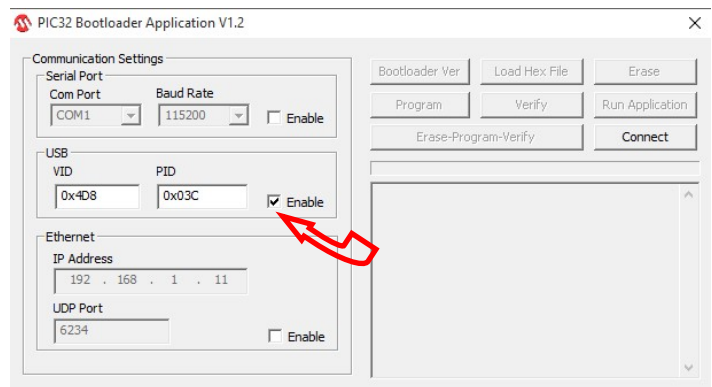 PIC32 Bootloader Application V1.2
Communication Settings
Serial Port
Com Port Baud Rate
COM1 115200 Enable
USB
VID PID
0x4D8 0x03C Enable
Ethernet
IP Address
192 . 168 . 1 . 11
UDP Port
6234 Enable
Bootloader Ver Load Hex File Erase
Program Verify Run Application
Erase-Program-Verify Connect